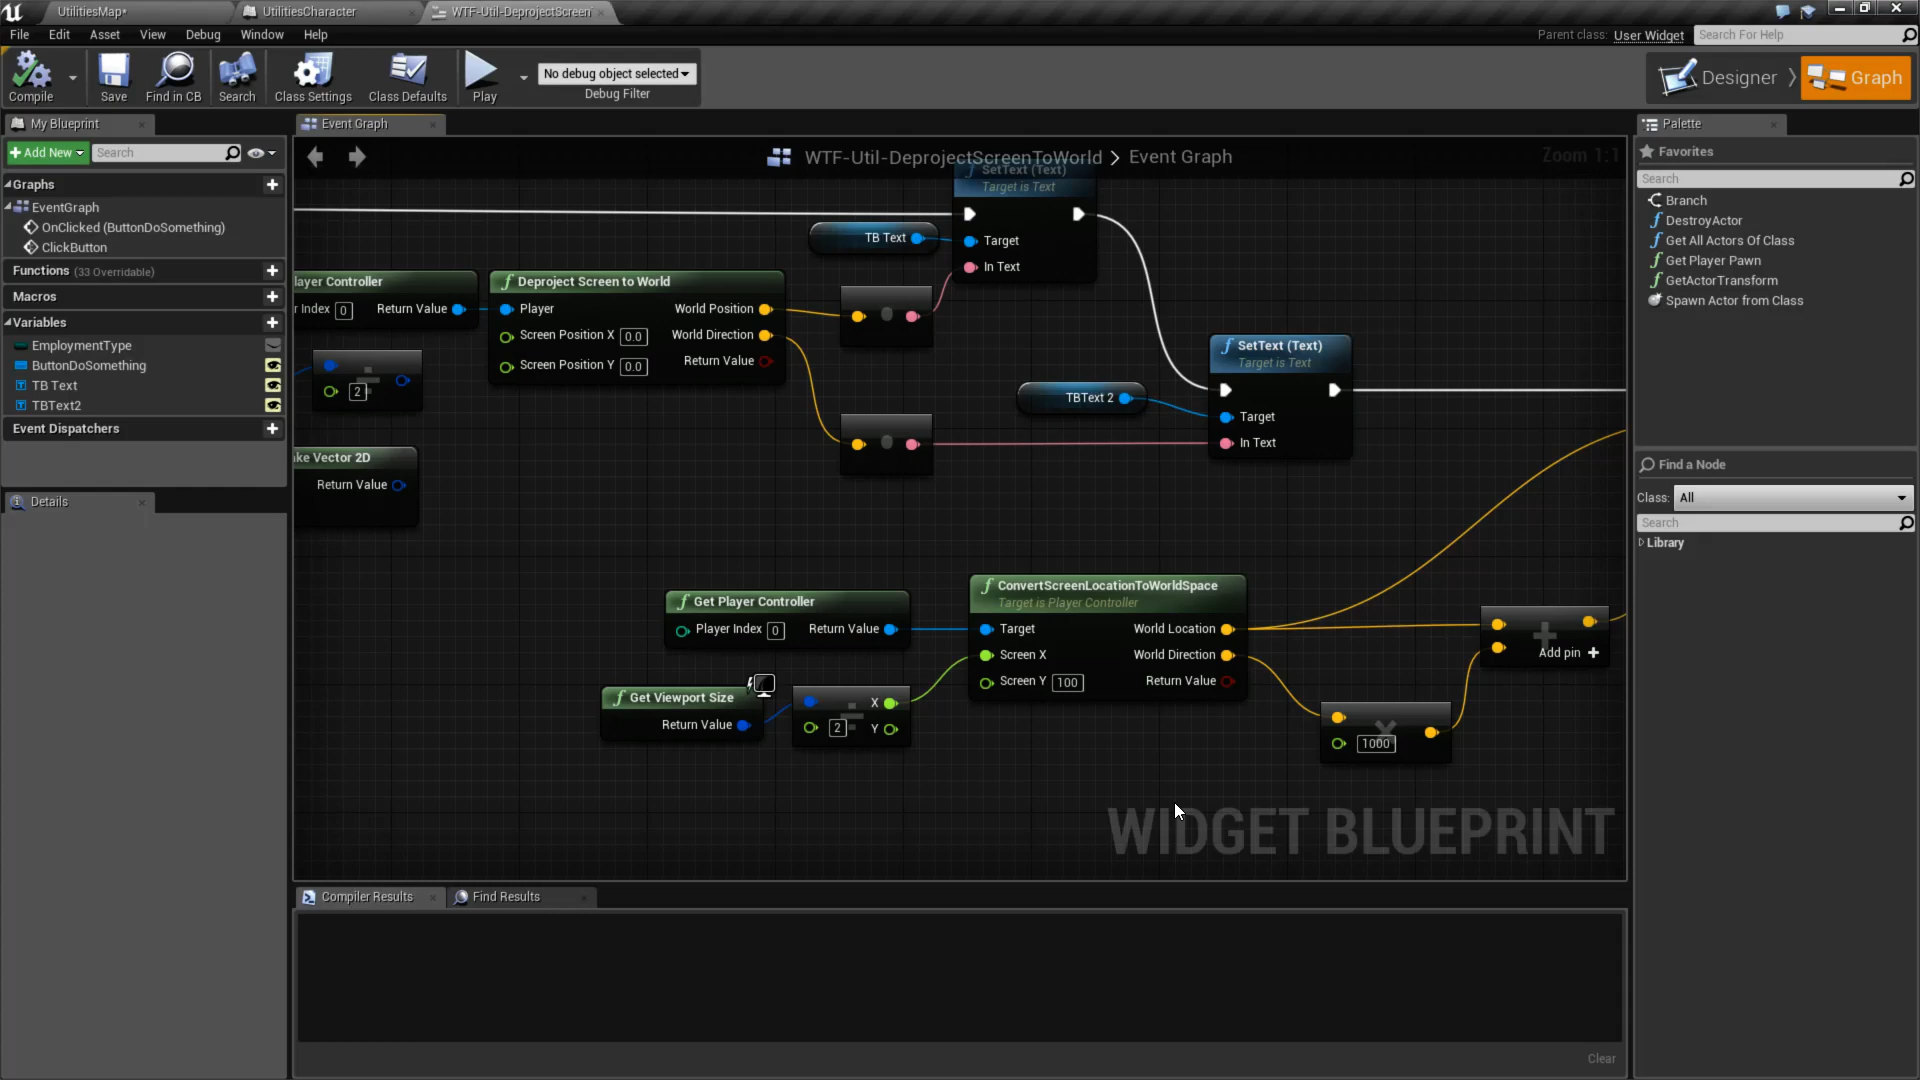 UtilitiesMap*
UtilitiesCharacter
WTF-Util-DeprojectScreen
File Edit Asset View Debug Window Help
Parent class: User Widget
Search For Help
Compile
Save
Find in CB
Search
Class Settings
Class Defaults
Play
No debug object selected
Debug Filter
Designer
Graph
My Blueprint
Event Graph
Palette
Add New
Search
WTF-Util-DeprojectScreenToWorld > Event Graph
Zoom 1:1
Favorites
Search
Graphs
EventGraph
OnClicked (ButtonDoSomething)
ClickButton
Functions (33 Overridable)
Macros
Variables
EmploymentType
ButtonDoSomething
TB Text
TBText2
Event Dispatchers
Details
Branch
DestroyActor
Get All Actors Of Class
Get Player Pawn
GetActorTransform
Spawn Actor from Class
Find a Node
Class: All
Search
Library
SetText (Text)
Target is Text
Target
In Text
TB Text
layer Controller
r Index 0
Return Value
Deproject Screen to World
Player
World Position
Screen Position X 0.0
World Direction
Screen Position Y 0.0
Return Value
2
ke Vector 2D
Return Value
SetText (Text)
Target is Text
Target
In Text
TBText 2
Get Player Controller
Player Index 0
Return Value
ConvertScreenLocationToWorldSpace
Target is Player Controller
Target
World Location
Screen X
World Direction
Screen Y 100
Return Value
Add pin
Get Viewport Size
Return Value
X
2
Y
1000
WIDGET BLUEPRINT
Compiler Results
Find Results
Clear